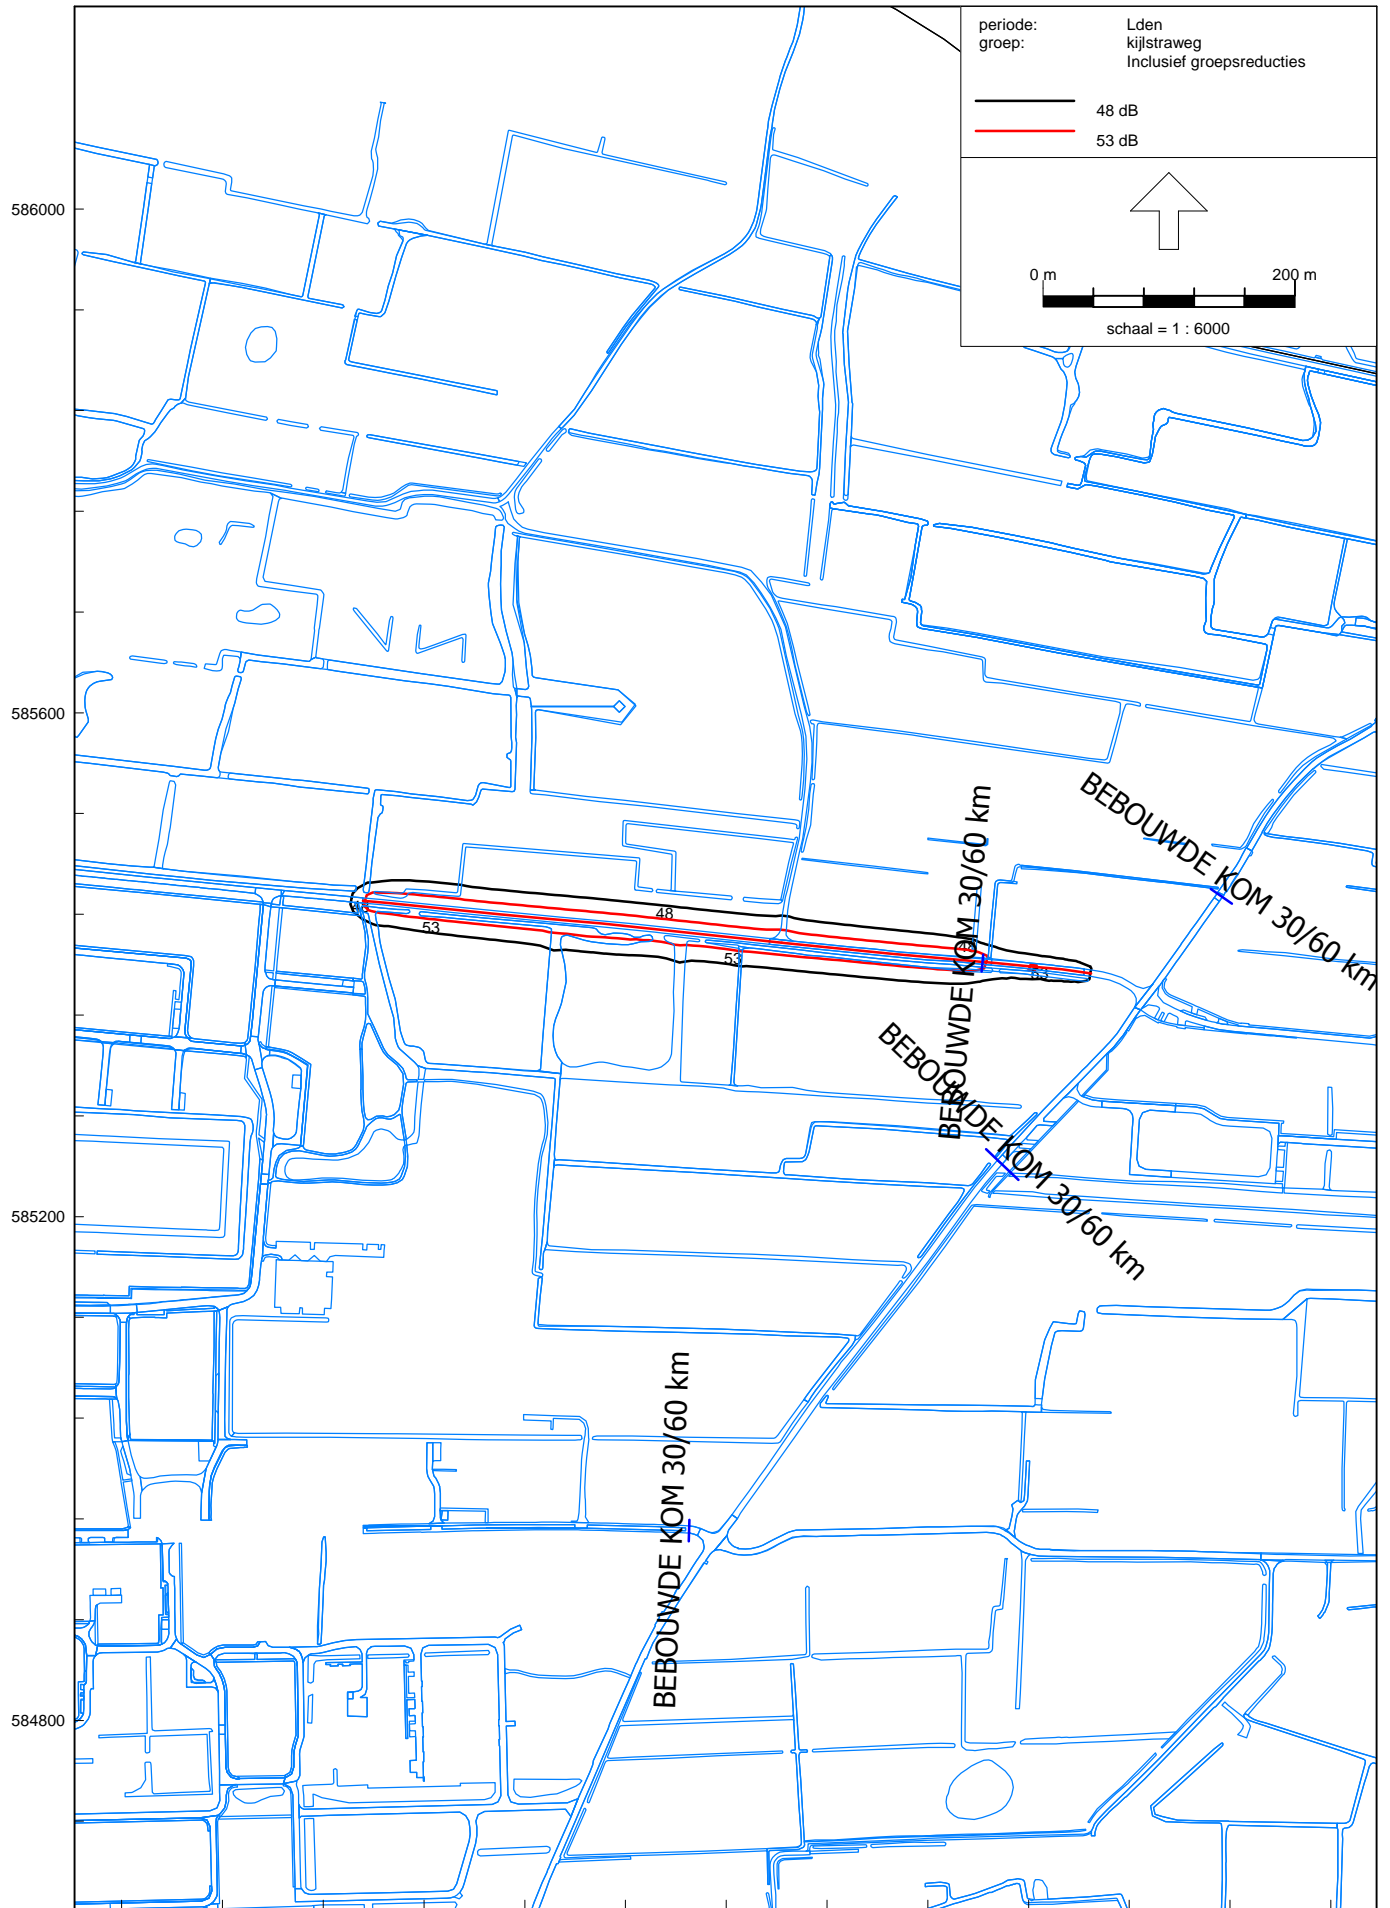 periode: Lden
groep: kijlstraweg
Inclusief groepsreducties
48 dB
53 dB
0 m 200 m
schaal = 1 : 6000
586000
585600
585200
584800
BEBOUWDE KOM 30/60 km
BEBOUWDE KOM 30/60 km
BEBOUWDE KOM 30/60 km
BEBOUWDE KOM 30/60 km
48
53
53
53